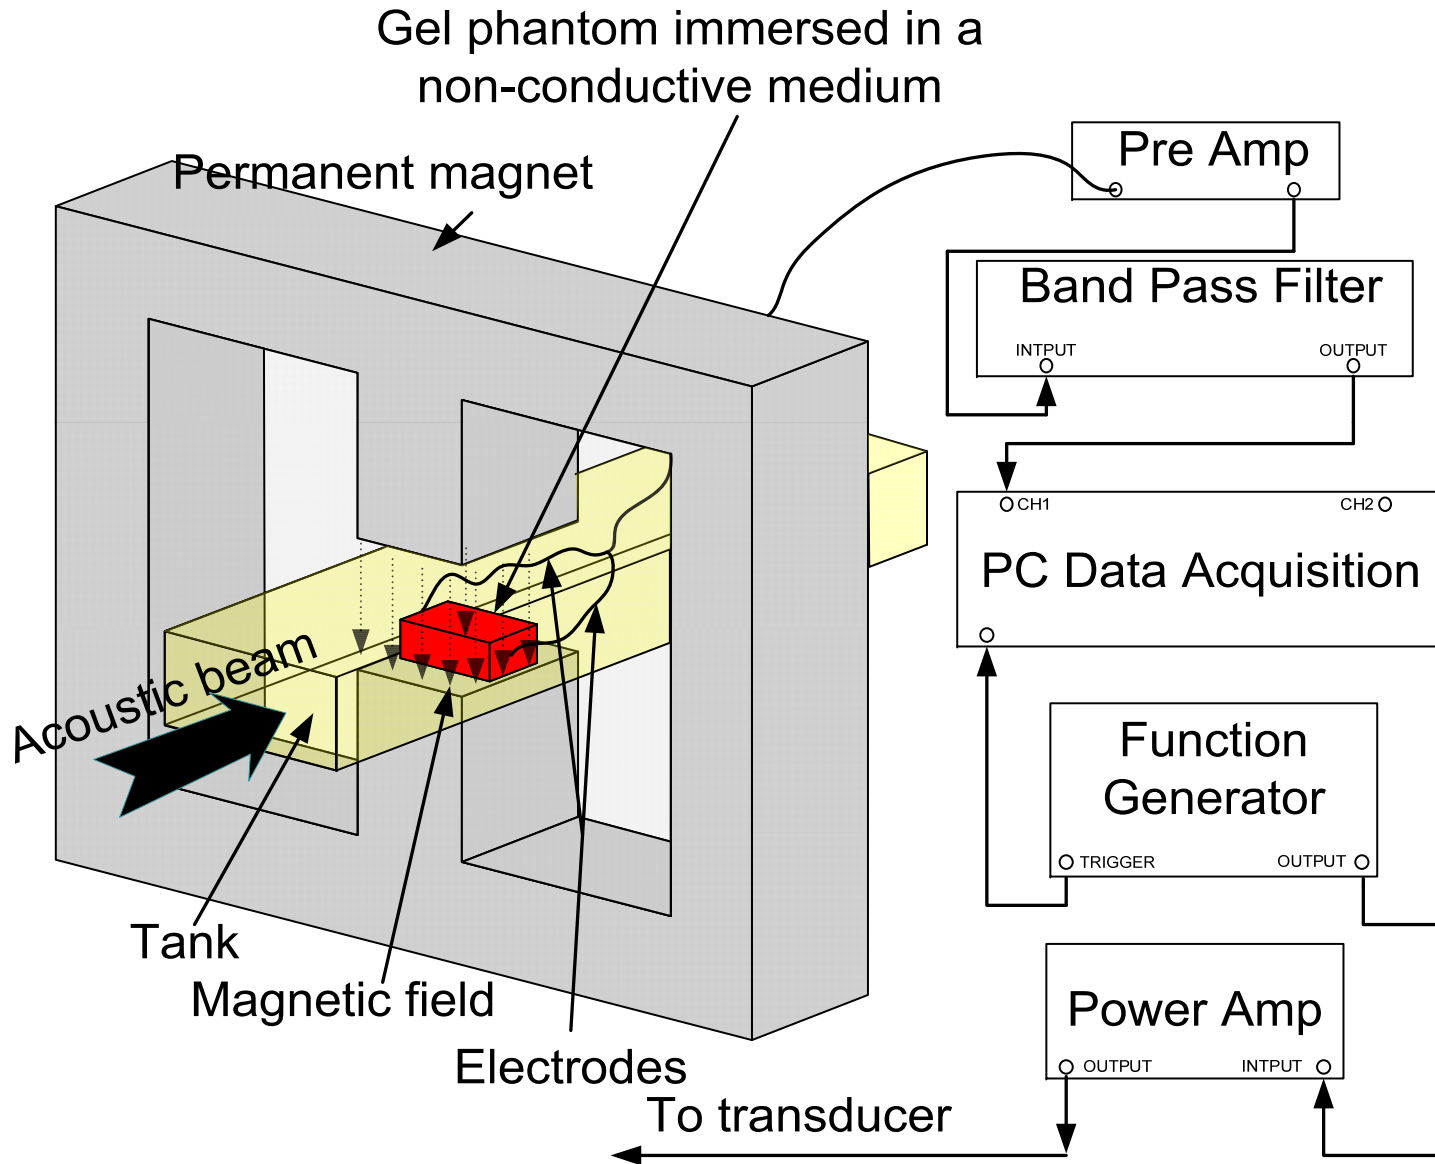 Gel phantom immersed in a
non-conductive medium
Permanent magnet
Pre Amp
Band Pass Filter
INTPUT
OUTPUT
CH1
CH2
PC Data Acquisition
Acoustic beam
Function
Generator
TRIGGER
OUTPUT
Tank
Magnetic field
Electrodes
Power Amp
OUTPUT
INTPUT
To transducer